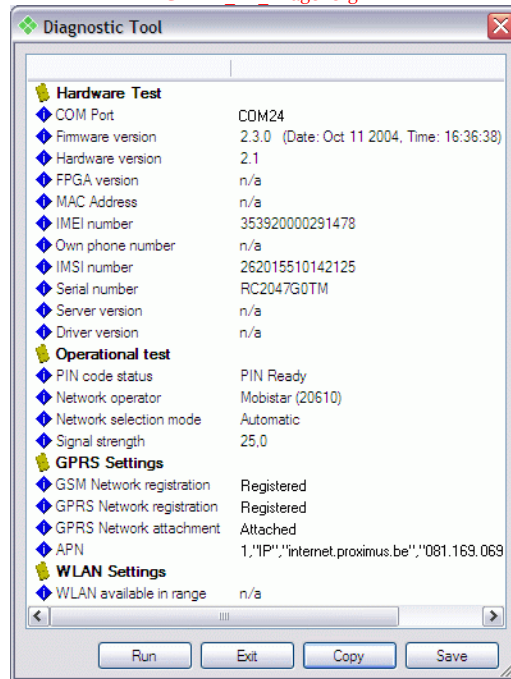 Diagnostic Tool
Hardware Test
COM Port COM24
Firmware version 2.3.0 (Date: Oct 11 2004, Time: 16:36:38)
Hardware version 2.1
FPGA version n/a
MAC Address n/a
IMEI number 353920000291478
Own phone number n/a
IMSI number 262015510142125
Serial number RC2047G0TM
Server version n/a
Driver version n/a
Operational test
PIN code status PIN Ready
Network operator Mobistar (20610)
Network selection mode Automatic
Signal strength 25,0
GPRS Settings
GSM Network registration Registered
GPRS Network registration Registered
GPRS Network attachment Attached
APN 1,"IP","internet.proximus.be","081.169.069
WLAN Settings
WLAN available in range n/a
Run Exit Copy Save